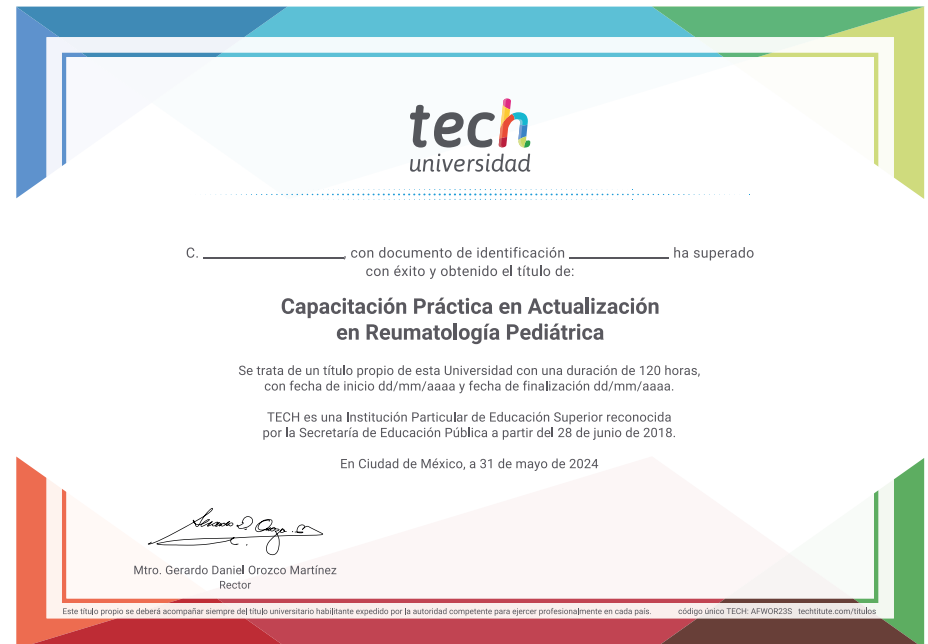 tech
universidad
C. ____________, con documento de identificación ____________ ha superado
con éxito y obtenido el título de:
Capacitación Práctica en Actualización
en Reumatología Pediátrica
Se trata de un título propio de esta Universidad con una duración de 120 horas,
con fecha de inicio dd/mm/aaaa y fecha de finalización dd/mm/aaaa.
TECH es una Institución Particular de Educación Superior reconocida
por la Secretaría de Educación Pública a partir del 28 de junio de 2018.
En Ciudad de México, a 31 de mayo de 2024
Mtro. Gerardo Daniel Orozco Martínez
Rector
Este título propio se deberá acompañar siempre del título universitario habilitante expedido por la autoridad competente para ejercer profesionalmente en cada país. código único TECH: AFWOR23S techtitute.com/titulos